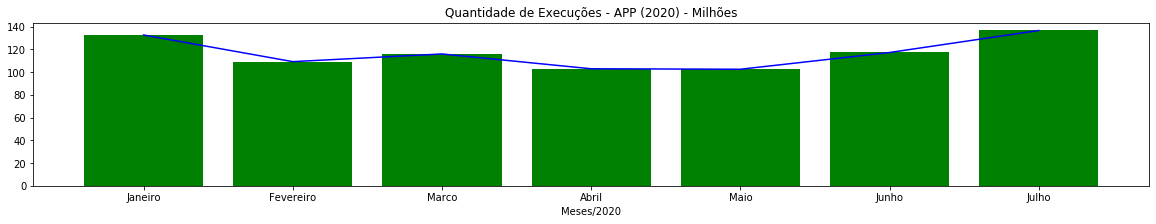 Quantidade de Execuções - APP (2020) - Milhões
140
120
100
80
60
40
20
0
Janeiro Fevereiro Marco Abril Maio Junho Julho
Meses/2020